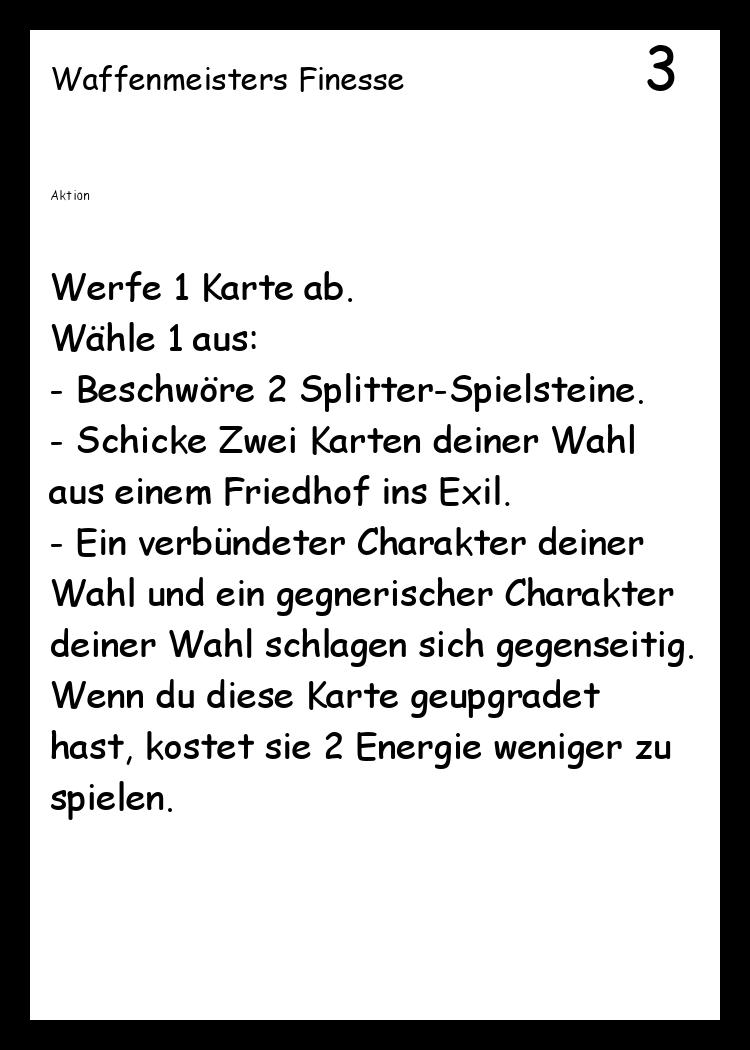 Waffenmeisters Finesse
3
Aktion
Werfe 1 Karte ab.
Wähle 1 aus:
- Beschwöre 2 Splitter-Spielsteine.
- Schicke Zwei Karten deiner Wahl
aus einem Friedhof ins Exil.
- Ein verbündeter Charakter deiner
Wahl und ein gegnerischer Charakter
deiner Wahl schlagen sich gegenseitig.
Wenn du diese Karte geupgradet
hast, kostet sie 2 Energie weniger zu
spielen.